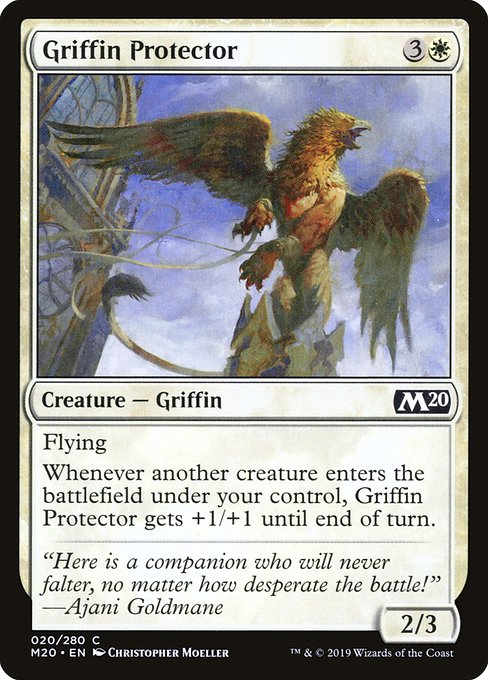 Griffin Protector 3
Creature — Griffin M20
Flying
Whenever another creature enters the
battlefield under your control, Griffin
Protector gets +1/+1 until end of turn.
“Here is a companion who will never
falter, no matter how desperate the battle!”
—Ajani Goldmane
2/3
020/280 C
M20 • EN Christopher Moeller ™ & © 2019 Wizards of the Coast